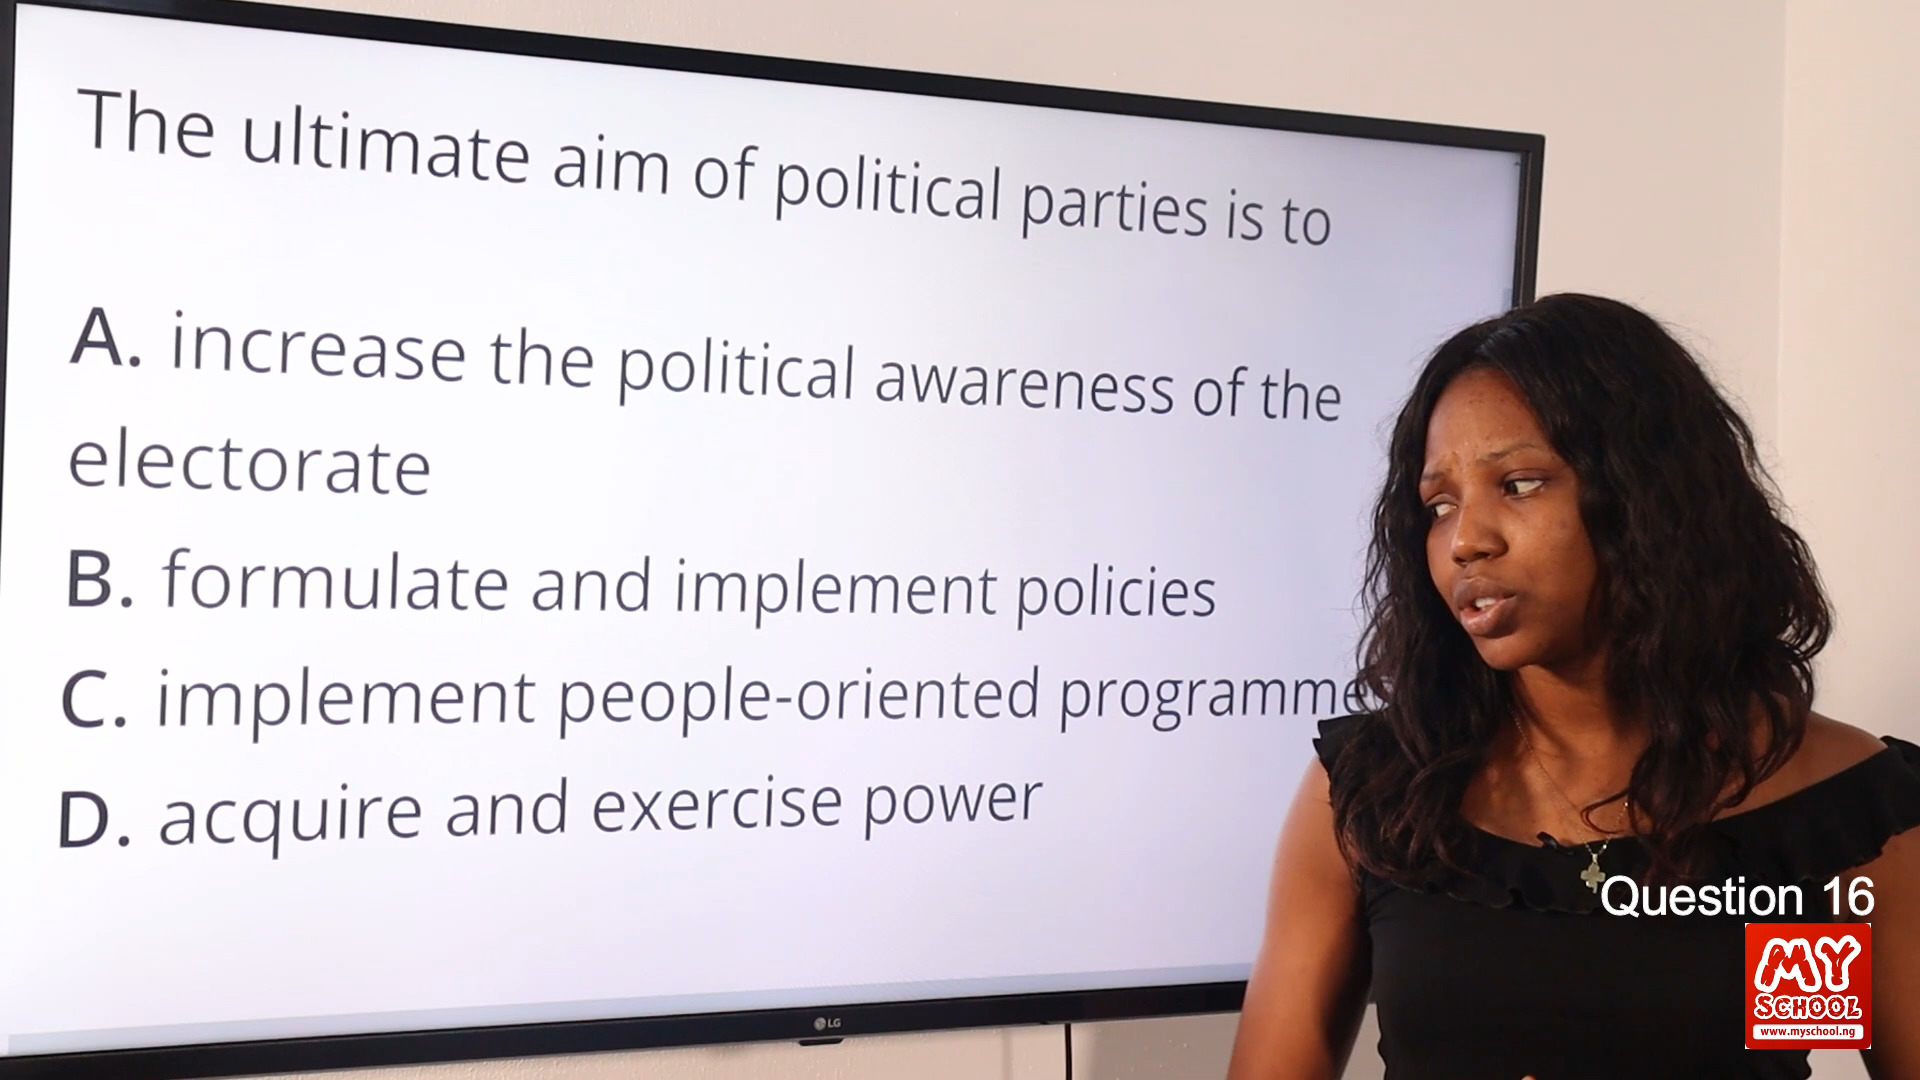 The ultimate aim of political parties is to
A. increase the political awareness of the
electorate
B. formulate and implement policies
C. implement people-oriented programme
D. acquire and exercise power
LG
Question 16
MY
SCHOOL
www.myschool.ng